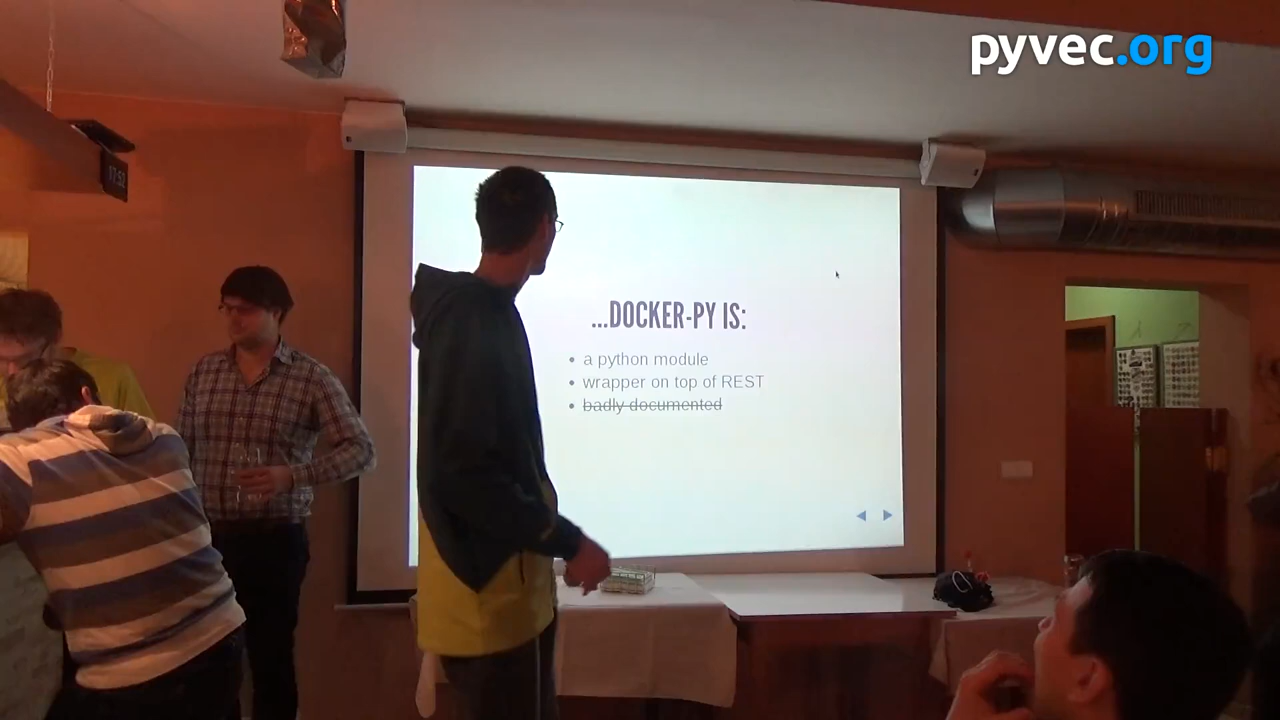 pyvec.org
...DOCKER-PY IS:
• a python module
• wrapper on top of REST
• badly documented